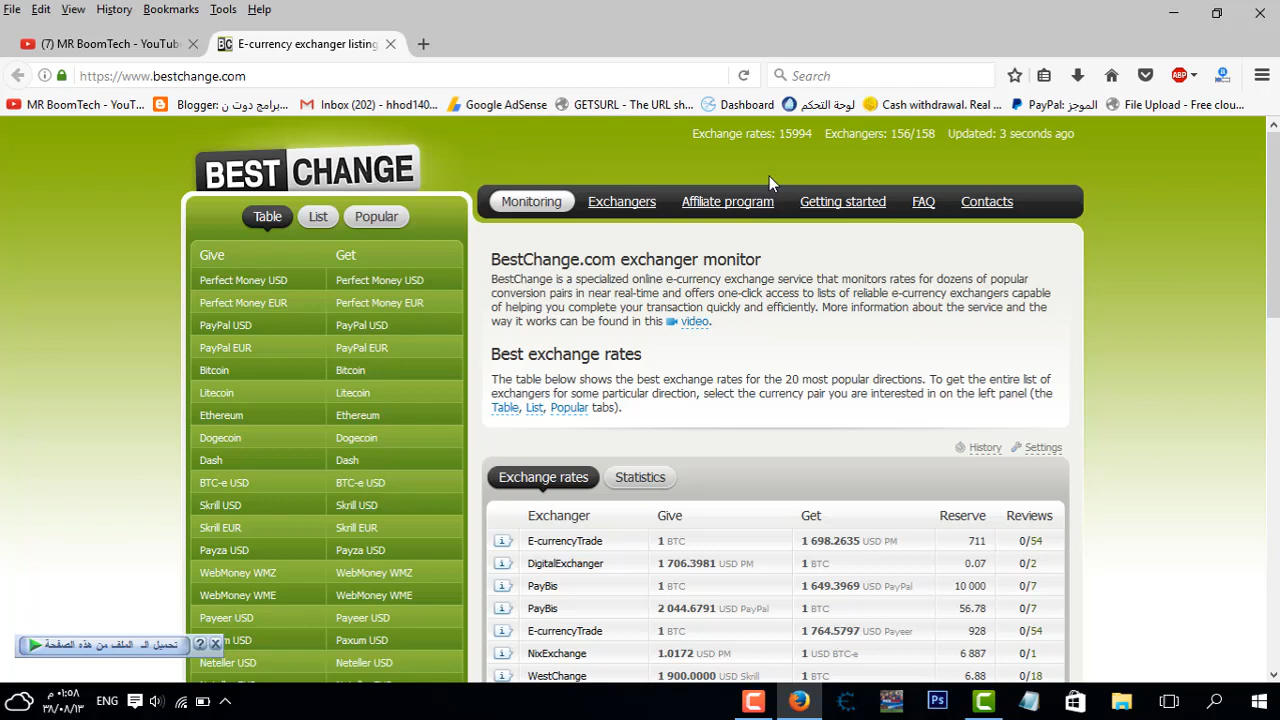 File Edit View History Bookmarks Tools Help
(7) MR BoomTech - YouTube
E-currency exchanger listing
https://www.bestchange.com
Search
MR BoomTech - YouT...
Blogger: برامج دوت ن...
Inbox (202) - hhod140...
Google AdSense
GETSURL - The URL sh...
Dashboard
لوحة التحكم
Cash withdrawal. Real ...
PayPal: الموجز
File Upload - Free clou...
Exchange rates: 15994 Exchangers: 156/158 Updated: 3 seconds ago
BESTCHANGE
Monitoring Exchangers Affiliate program Getting started FAQ Contacts
Table List Popular
Give Get
Perfect Money USD Perfect Money USD
Perfect Money EUR Perfect Money EUR
PayPal USD PayPal USD
PayPal EUR PayPal EUR
Bitcoin Bitcoin
Litecoin Litecoin
Ethereum Ethereum
Dogecoin Dogecoin
Dash Dash
BTC-e USD BTC-e USD
Skrill USD Skrill USD
Skrill EUR Skrill EUR
Payza USD Payza USD
WebMoney WMZ WebMoney WMZ
WebMoney WME WebMoney WME
Payeer USD Payeer USD
USD Paxum USD
Neteller USD Neteller USD
BestChange.com exchanger monitor
BestChange is a specialized online e-currency exchange service that monitors rates for dozens of popular
conversion pairs in near real-time and offers one-click access to lists of reliable e-currency exchangers capable
of helping you complete your transaction quickly and efficiently. More information about the service and the
way it works can be found in this video.
Best exchange rates
The table below shows the best exchange rates for the 20 most popular directions. To get the entire list of
exchangers for some particular direction, select the currency pair you are interested in on the left panel (the
Table, List, Popular tabs).
History Settings
Exchange rates Statistics
Exchanger Give Get Reserve Reviews
E-currencyTrade 1 BTC 1 698.2635 USD PM 711 0/54
DigitalExchanger 1 706.3981 USD PM 1 BTC 0.07 0/2
PayBis 1 BTC 1 649.3969 USD PayPal 10 000 0/7
PayBis 2 044.6791 USD PayPal 1 BTC 56.78 0/7
E-currencyTrade 1 BTC 1 764.5797 USD Payeer 928 0/54
NixExchange 1.0172 USD PM 1 USD BTC-e 6 887 0/1
WestChange 1 900.0000 USD Skrill 1 BTC 6.88 0/18
تحميل الـ الملف من هذه الصفحة
م ٠١:٥٨
٣٨/٠٨/١٣
ENG